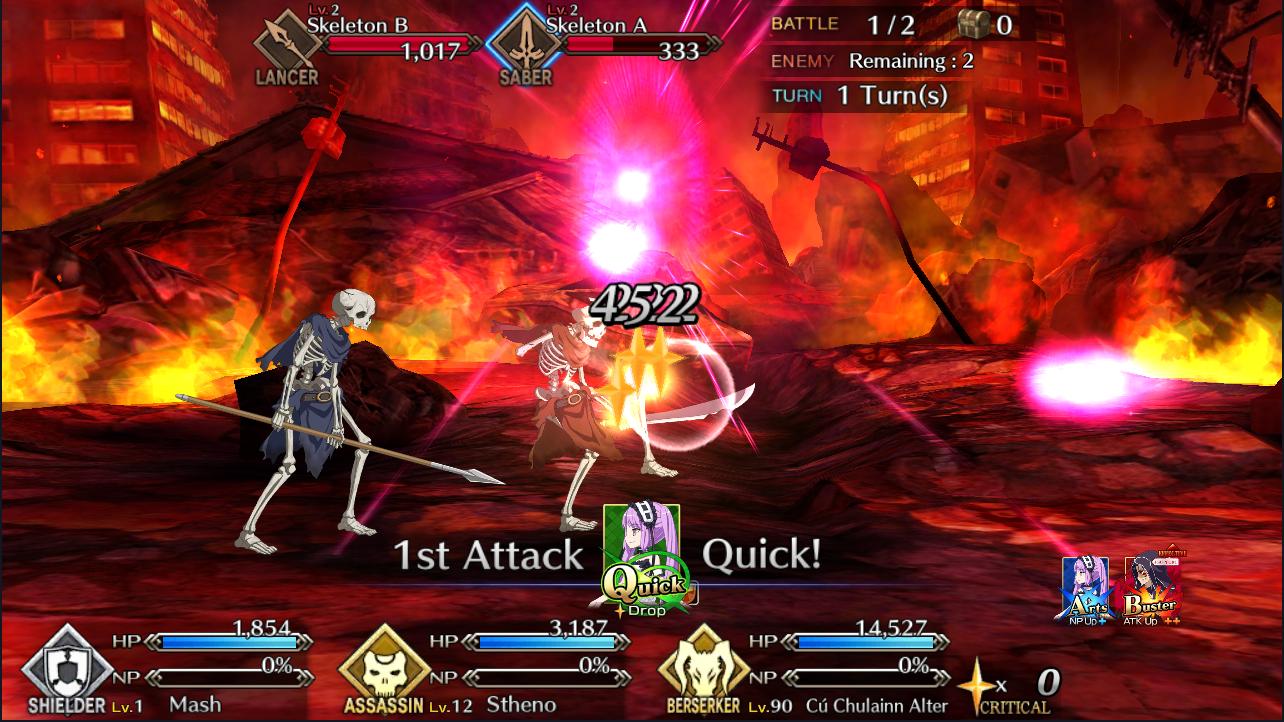 Lv.2
Skeleton B
1,017
LANCER
Lv.2
Skeleton A
333
SABER
BATTLE 1/2 0
ENEMY Remaining : 2
TURN 1 Turn(s)
1st Attack
Quick
Drop
Quick!
Arts
NP Up
Buster
ATK Up
HP 1,854
NP 0%
SHIELDER Lv.1 Mash
HP 3,187
NP 0%
ASSASSIN Lv.12 Stheno
HP 14,527
NP 0%
BERSERKER Lv.90 Cú Chulainn Alter
x 0
CRITICAL